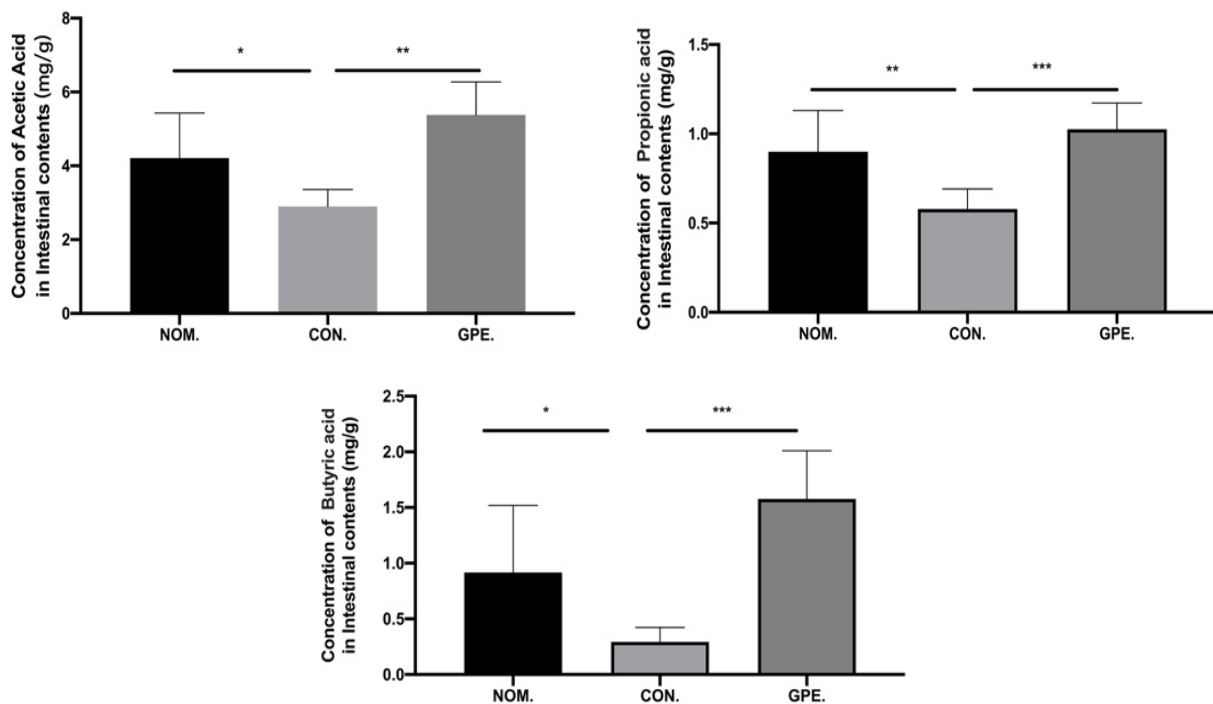 Concentration of Acetic Acid
in Intestinal contents (mg/g)
8
6
4
2
0
*
**
NOM.
CON.
GPE.
Concentration of Propionic acid
in Intestinal contents (mg/g)
1.5
1.0
0.5
0.0
**
***
NOM.
CON.
GPE.
Concentration of Butyric acid
in Intestinal contents (mg/g)
2.5
2.0
1.5
1.0
0.5
0.0
*
***
NOM.
CON.
GPE.